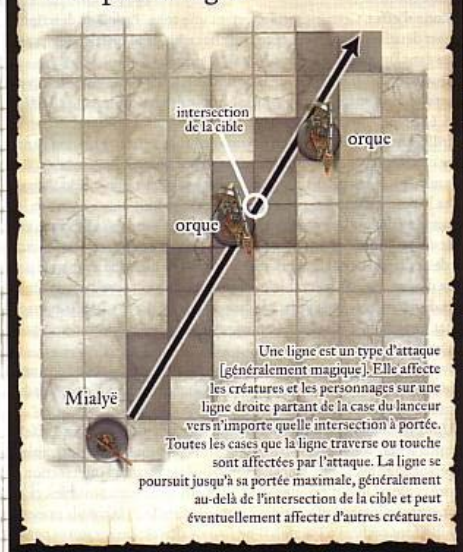 intersection
de la cible
orque
orque
Mialyë
Une ligne est un type d'attaque
[généralement magique]. Elle affecte
les créatures et les personnages sur une
ligne droite partant de la case du lanceur
vers n'importe quelle intersection à portée.
Toutes les cases que la ligne traverse ou touche
sont affectées par l'attaque. La ligne se
poursuit jusqu'à sa portée maximale, généralement
au-delà de l'intersection de la cible et peut
éventuellement affecter d'autres créatures.